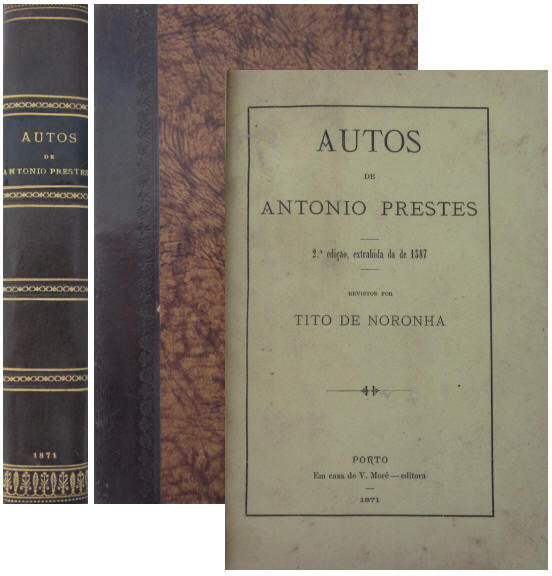 AUTOS
DE
ANTONIO PRESTES
1871
AUTOS
DE
ANTONIO PRESTES
2.ª edição, extrahida da de 1587
REVISTOS POR
TITO DE NORONHA
PORTO
Em casa de V. Moré—editora
1871